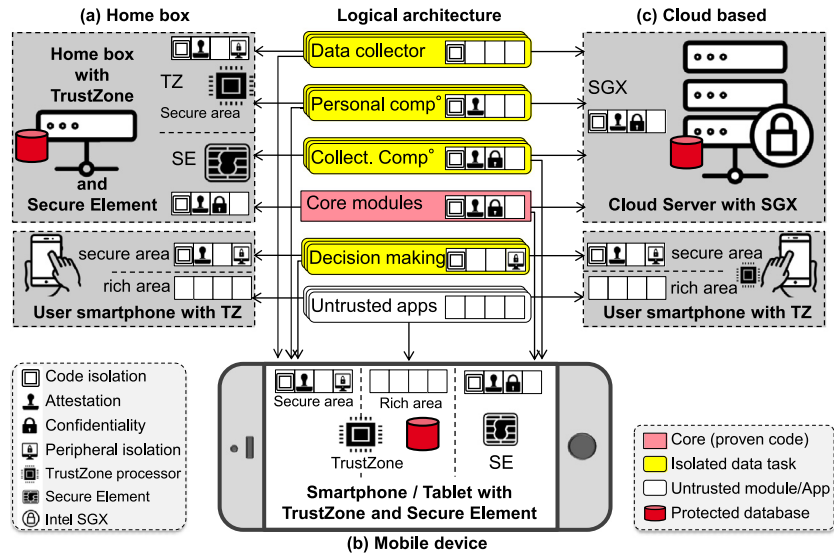 (a) Home box
Logical architecture
(c) Cloud based
Home box
with
TrustZone
TZ
Secure area
SE
and
Secure Element
Data collector
Personal comp°
Collect. Comp°
Core modules
Decision making
Untrusted apps
SGX
Cloud Server with SGX
secure area
rich area
User smartphone with TZ
secure area
rich area
User smartphone with TZ
Code isolation
Attestation
Confidentiality
Peripheral isolation
TrustZone processor
Secure Element
Intel SGX
Secure area
Rich area
TrustZone
SE
Smartphone / Tablet with
TrustZone and Secure Element
(b) Mobile device
Core (proven code)
Isolated data task
Untrusted module/App
Protected database